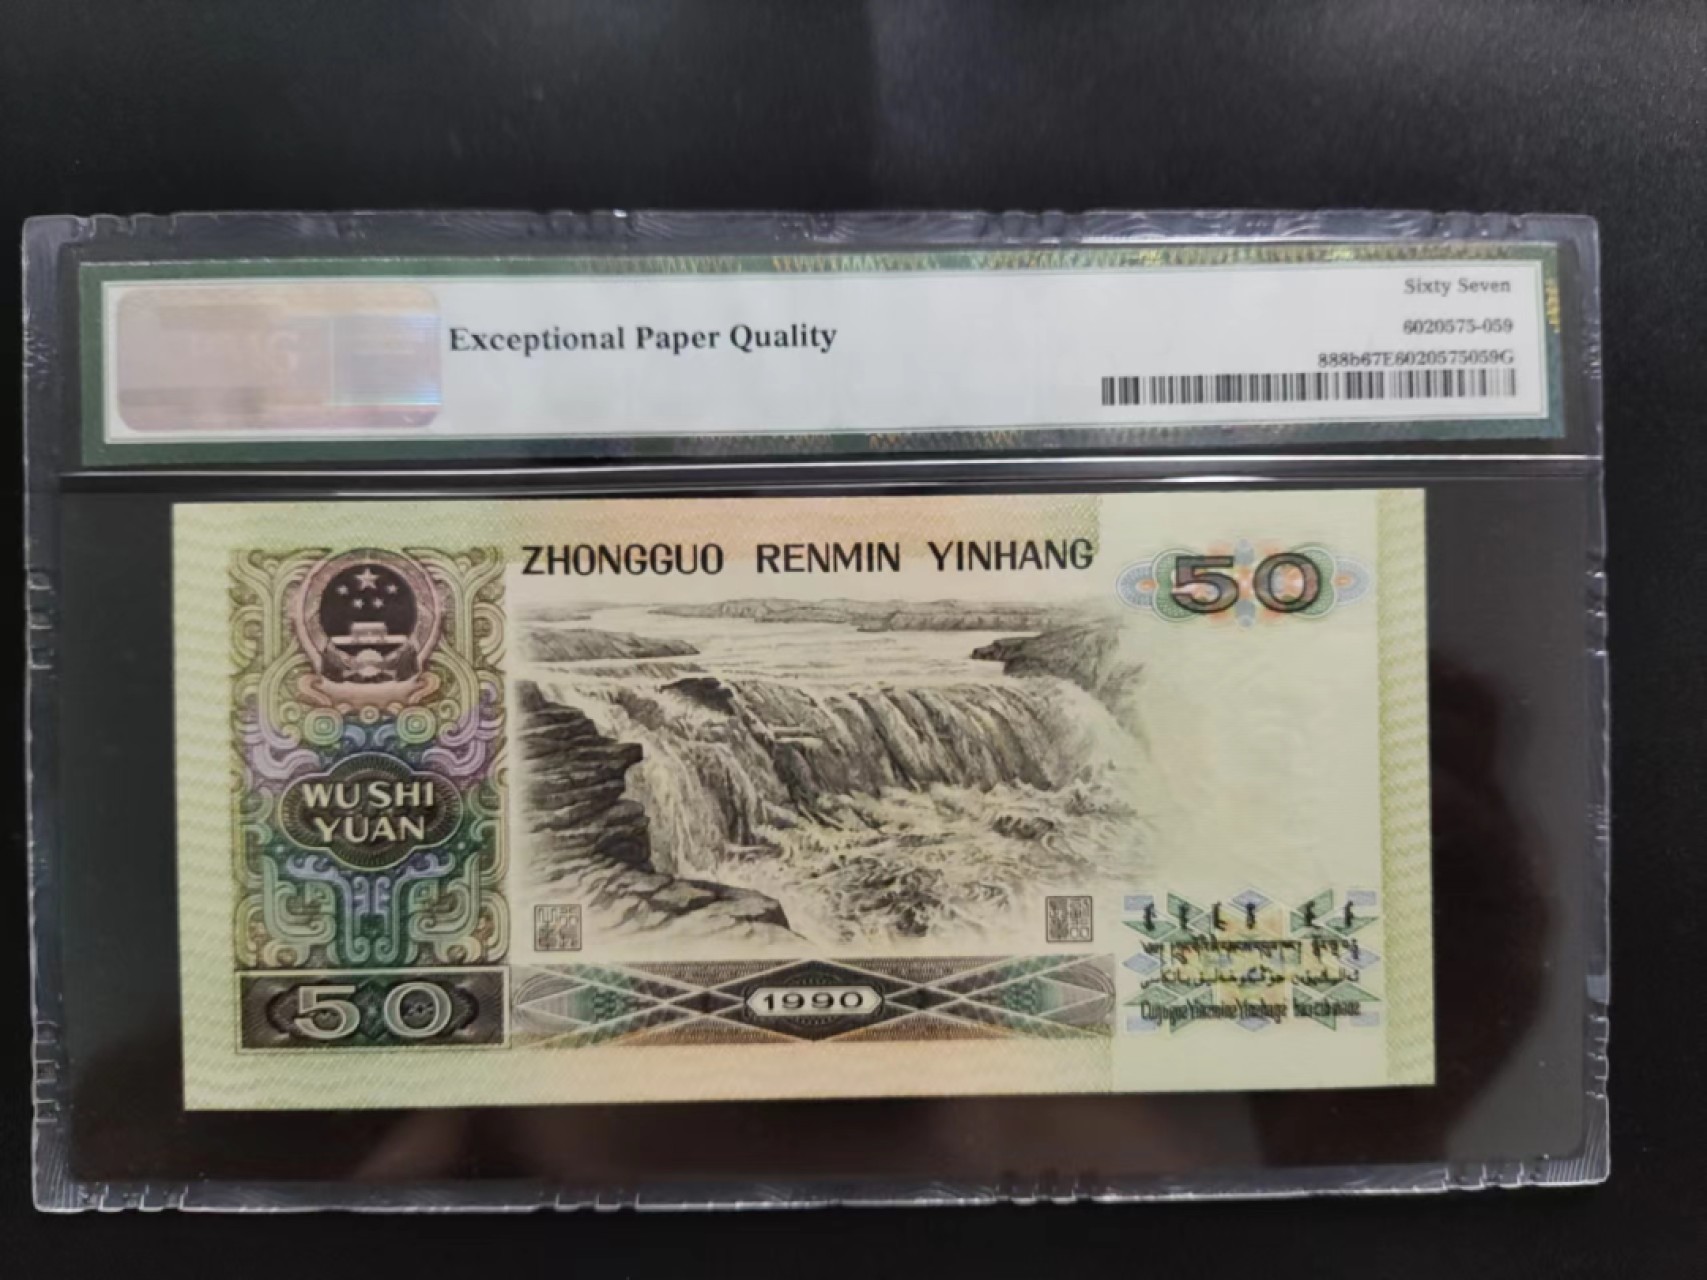 Exceptional Paper Quality
Sixty Seven
6020575-059
888b67E6020575059G
ZHONGGUO RENMIN YINHANG
50
WU SHI
YUAN
50
1990